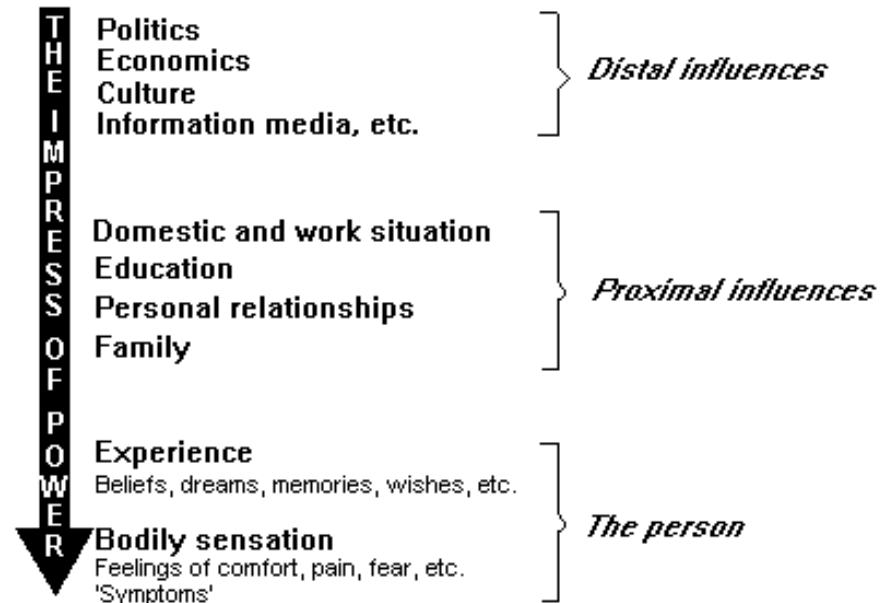 THE IMPRESS OF POWER
Politics
Economics
Culture
Information media, etc.
Distal influences
Domestic and work situation
Education
Personal relationships
Family
Proximal influences
Experience
Beliefs, dreams, memories, wishes, etc.
Bodily sensation
Feelings of comfort, pain, fear, etc.
'Symptoms'
The person